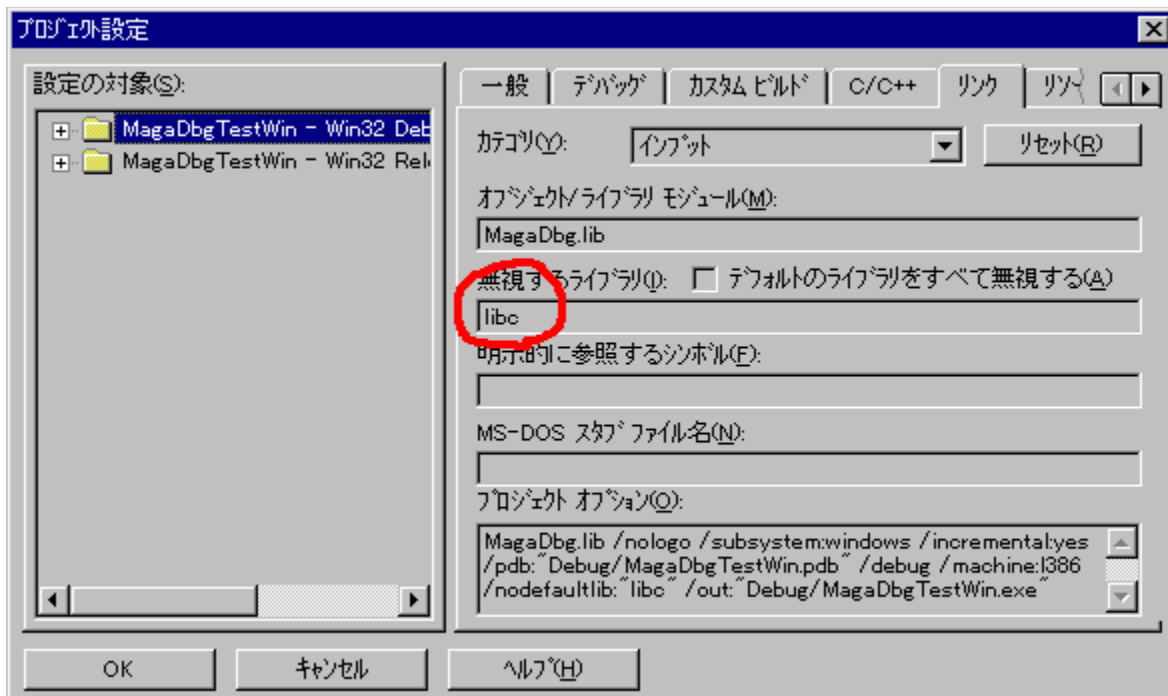 プロジェクト設定
設定の対象(S):
MagaDbgTestWin - Win32 Deb
MagaDbgTestWin - Win32 Rel
一般
デバッグ
カスタム ビルド
C/C++
リンク
リソー
カテゴリ(Y):
インプット
リセット(R)
オブジェクト/ライブラリ モジュール(M):
MagaDbg.lib
無視するライブラリ(I):
デフォルトのライブラリをすべて無視する(A)
libc
明示的に参照するシンボル(F):
MS-DOS スタブ ファイル名(N):
プロジェクト オプション(O):
MagaDbg.lib /nologo /subsystem:windows /incremental:yes
/pdb:"Debug/MagaDbgTestWin.pdb" /debug /machine:I386
/nodefaultlib:"libc" /out:"Debug/MagaDbgTestWin.exe"
OK
キャンセル
ヘルプ(H)